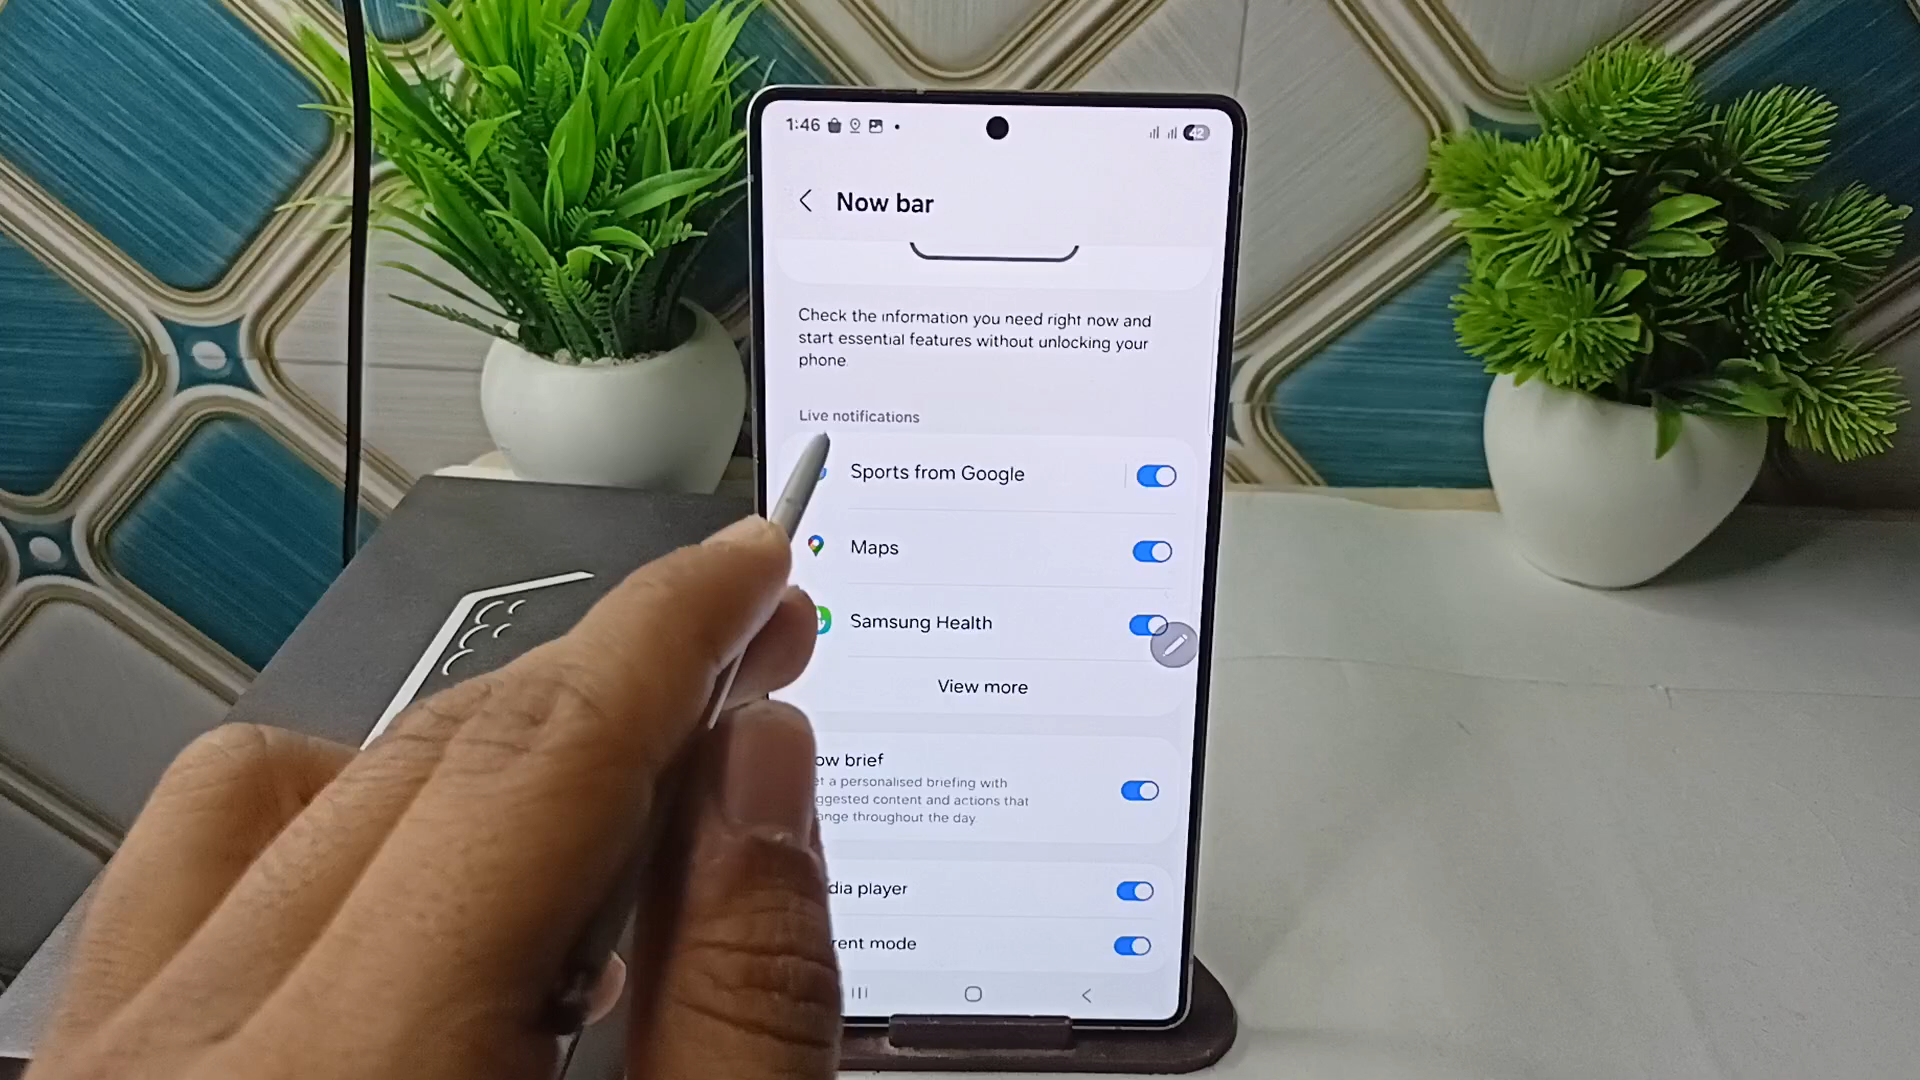 1:46
42
Now bar
Check the information you need right now and
start essential features without unlocking your
phone.
Live notifications
Sports from Google
Maps
Samsung Health
View more
ow brief
et a personalised briefing with
ggested content and actions that
ange throughout the day.
dia player
rent mode